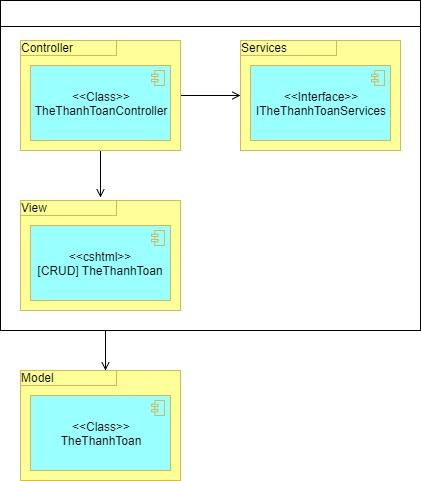 Controller
<<Class>>
TheThanhToanController
Services
<<Interface>>
ITheThanhToanServices
View
<<cshtml>>
[CRUD] TheThanhToan
Model
<<Class>>
TheThanhToan